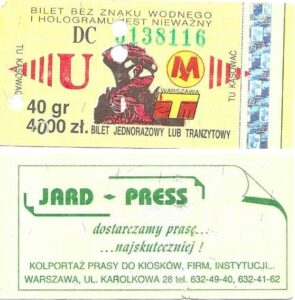 BILET BEZ ZNAKU WODNEGO
I HOLOGRAMU JEST NIEWAŻNY
TU KASOWAĆ
DC 0138116
U
M
WARSZAWA
TU KASOWAĆ
40 gr
4000 zł. BILET JEDNORAZOWY LUB TRANZYTOWY
JARD - PRESS
dostarczamy prasę...
...najskuteczniej !
KOLPORTAŻ PRASY DO KIOSKÓW, FIRM, INSTYTUCJI...
WARSZAWA, UL. KAROLKOWA 28 tel. 632-49-40, 632-41-62